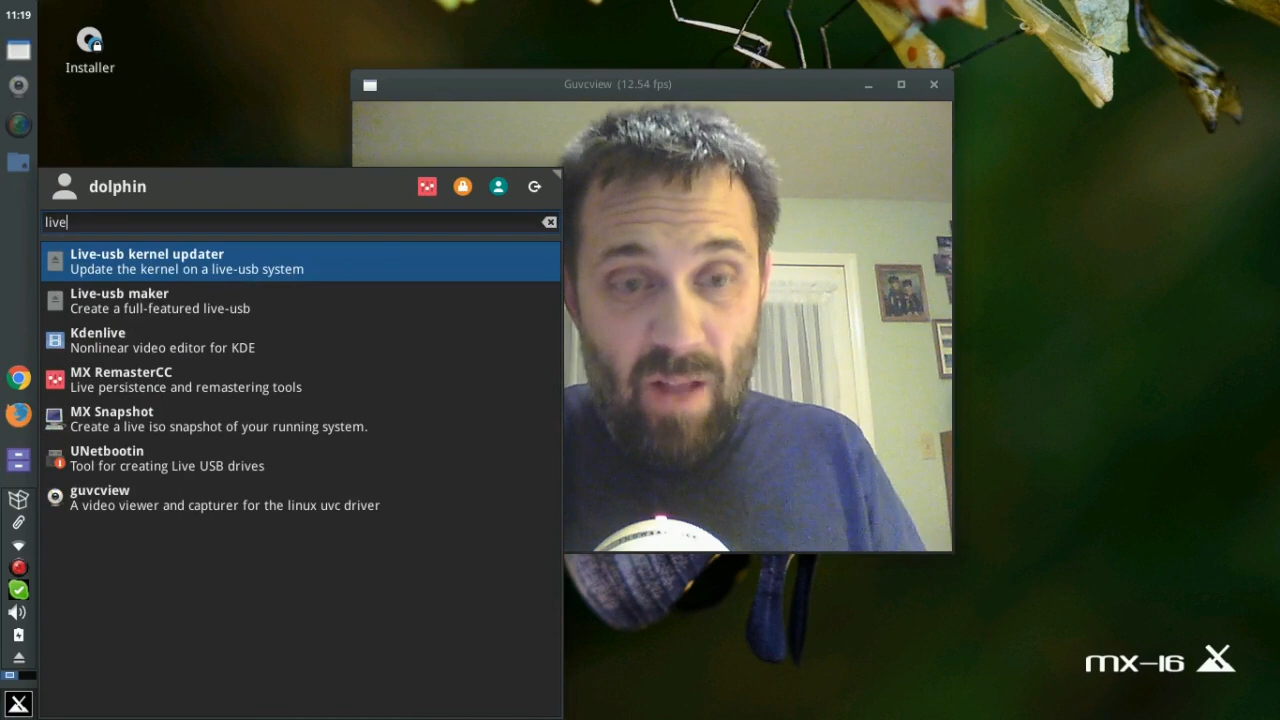 11:19
Installer
Guvcview (12.54 fps)
dolphin
live
Live-usb kernel updater
Update the kernel on a live-usb system
Live-usb maker
Create a full-featured live-usb
Kdenlive
Nonlinear video editor for KDE
MX RemasterCC
Live persistence and remastering tools
MX Snapshot
Create a live iso snapshot of your running system.
UNetbootin
Tool for creating Live USB drives
guvcview
A video viewer and capturer for the linux uvc driver
mx-16